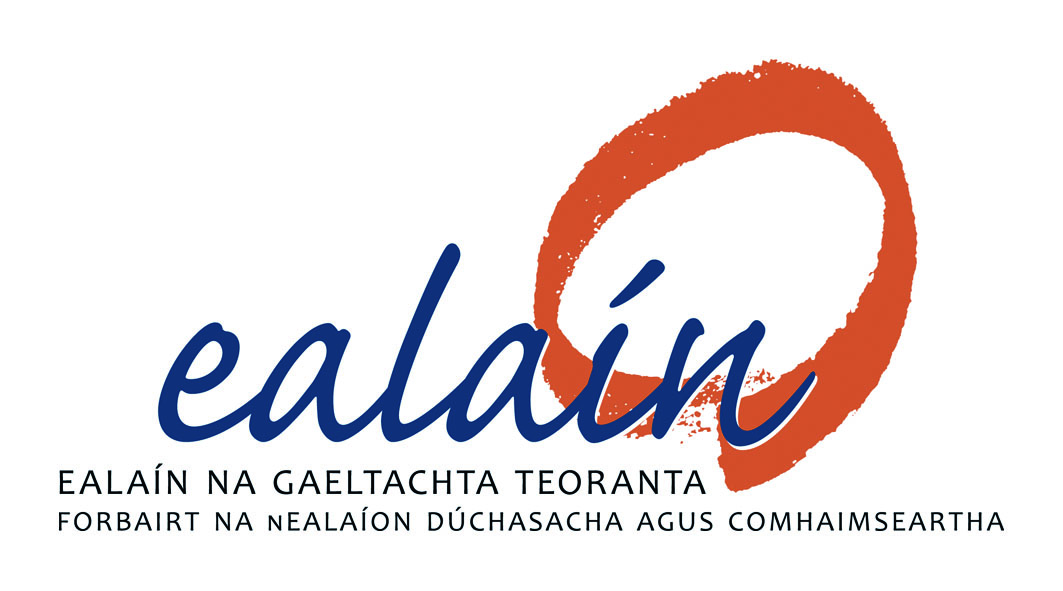 ealaín
EALAÍN NA GAELTACHTA TEORANTA
FORBAIRT NA nEALAÍON DÚCHASACHA AGUS COMHAIMSEARTHA